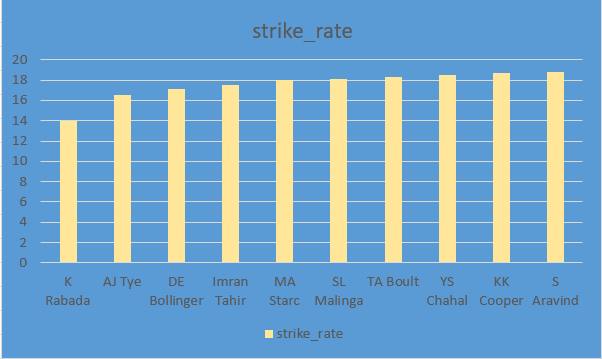 strike_rate
20
18
16
14
12
10
8
6
4
2
0
K Rabada
AJ Tye
DE Bollinger
Imran Tahir
MA Starc
SL Malinga
TA Boult
YS Chahal
KK Cooper
S Aravind
strike_rate